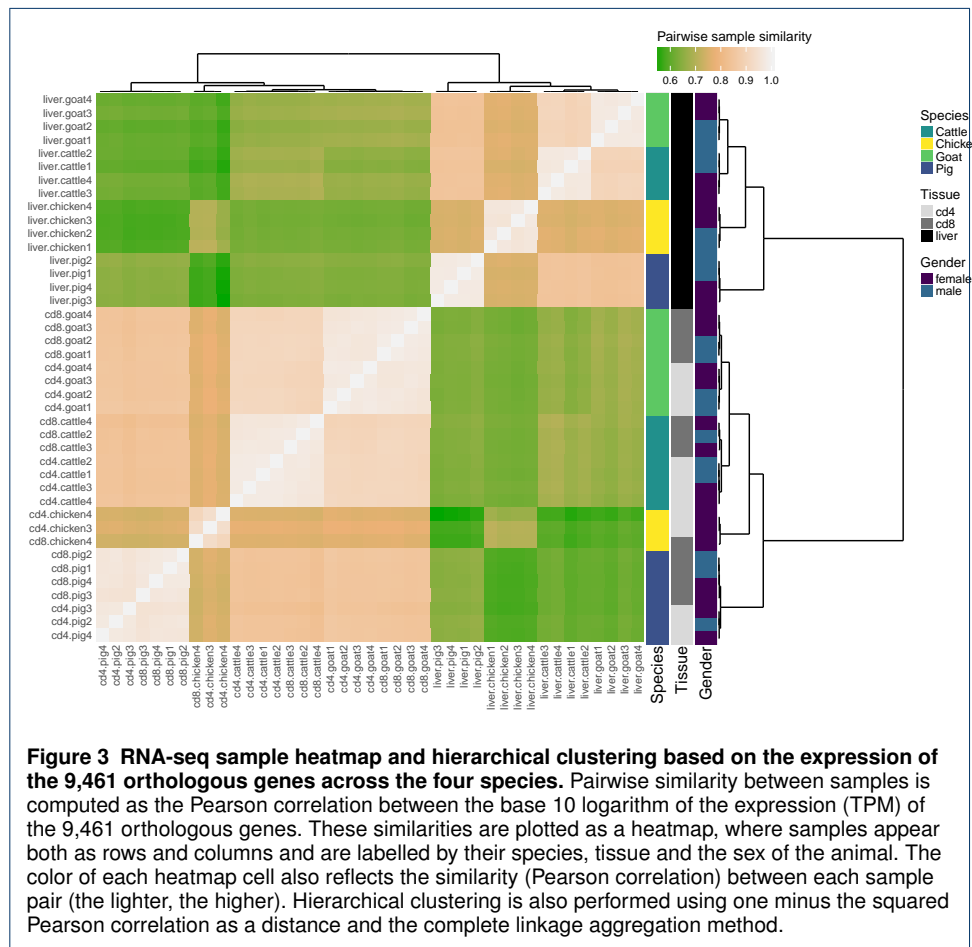 Pairwise sample similarity
0.6 0.7 0.8 0.9 1.0
liver.goat4
liver.goat3
liver.goat2
liver.goat1
liver.cattle2
liver.cattle1
liver.cattle4
liver.cattle3
liver.chicken4
liver.chicken3
liver.chicken2
liver.chicken1
liver.pig2
liver.pig1
liver.pig4
liver.pig3
cd8.goat4
cd8.goat3
cd8.goat2
cd8.goat1
cd4.goat4
cd4.goat3
cd4.goat2
cd4.goat1
cd8.cattle4
cd8.cattle2
cd8.cattle3
cd4.cattle2
cd4.cattle1
cd4.cattle3
cd4.cattle4
cd4.chicken4
cd4.chicken3
cd8.chicken4
cd8.pig2
cd8.pig1
cd8.pig4
cd8.pig3
cd4.pig3
cd4.pig2
cd4.pig4
cd4.pig4
cd4.pig2
cd4.pig3
cd8.pig3
cd8.pig4
cd8.pig1
cd8.pig2
cd8.chicken4
cd4.chicken3
cd4.chicken4
cd4.cattle4
cd4.cattle3
cd4.cattle1
cd4.cattle2
cd8.cattle3
cd8.cattle2
cd8.cattle4
cd4.goat1
cd4.goat2
cd4.goat3
cd4.goat4
cd8.goat1
cd8.goat2
cd8.goat3
cd8.goat4
liver.pig3
liver.pig4
liver.pig1
liver.pig2
liver.chicken1
liver.chicken2
liver.chicken3
liver.chicken4
liver.cattle3
liver.cattle4
liver.cattle1
liver.cattle2
liver.goat1
liver.goat2
liver.goat3
liver.goat4
Species
Tissue
Gender
Species
Cattle
Chicke
Goat
Pig
Tissue
cd4
cd8
liver
Gender
female
male
Figure 3 RNA-seq sample heatmap and hierarchical clustering based on the expression of
the 9,461 orthologous genes across the four species. Pairwise similarity between samples is
computed as the Pearson correlation between the base 10 logarithm of the expression (TPM) of
the 9,461 orthologous genes. These similarities are plotted as a heatmap, where samples appear
both as rows and columns and are labelled by their species, tissue and the sex of the animal. The
color of each heatmap cell also reflects the similarity (Pearson correlation) between each sample
pair (the lighter, the higher). Hierarchical clustering is also performed using one minus the squared
Pearson correlation as a distance and the complete linkage aggregation method.